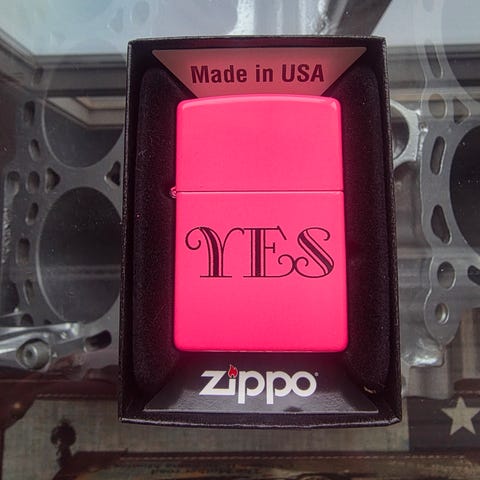 Made in USA
YES
zippo